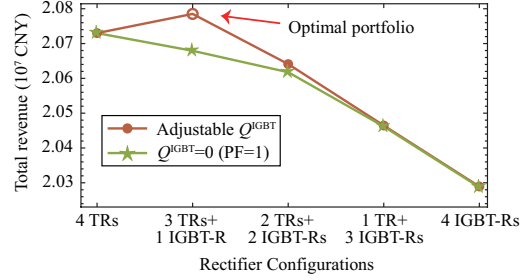 Total revenue (10⁷ CNY)
2.08
2.07
2.06
2.05
2.04
2.03
Optimal portfolio
Adjustable Qᴵᴳᴮᵀ
Qᴵᴳᴮᵀ=0 (PF=1)
4 TRs
3 TRs+
1 IGBT-R
2 TRs+
2 IGBT-Rs
1 TR+
3 IGBT-Rs
4 IGBT-Rs
Rectifier Configurations